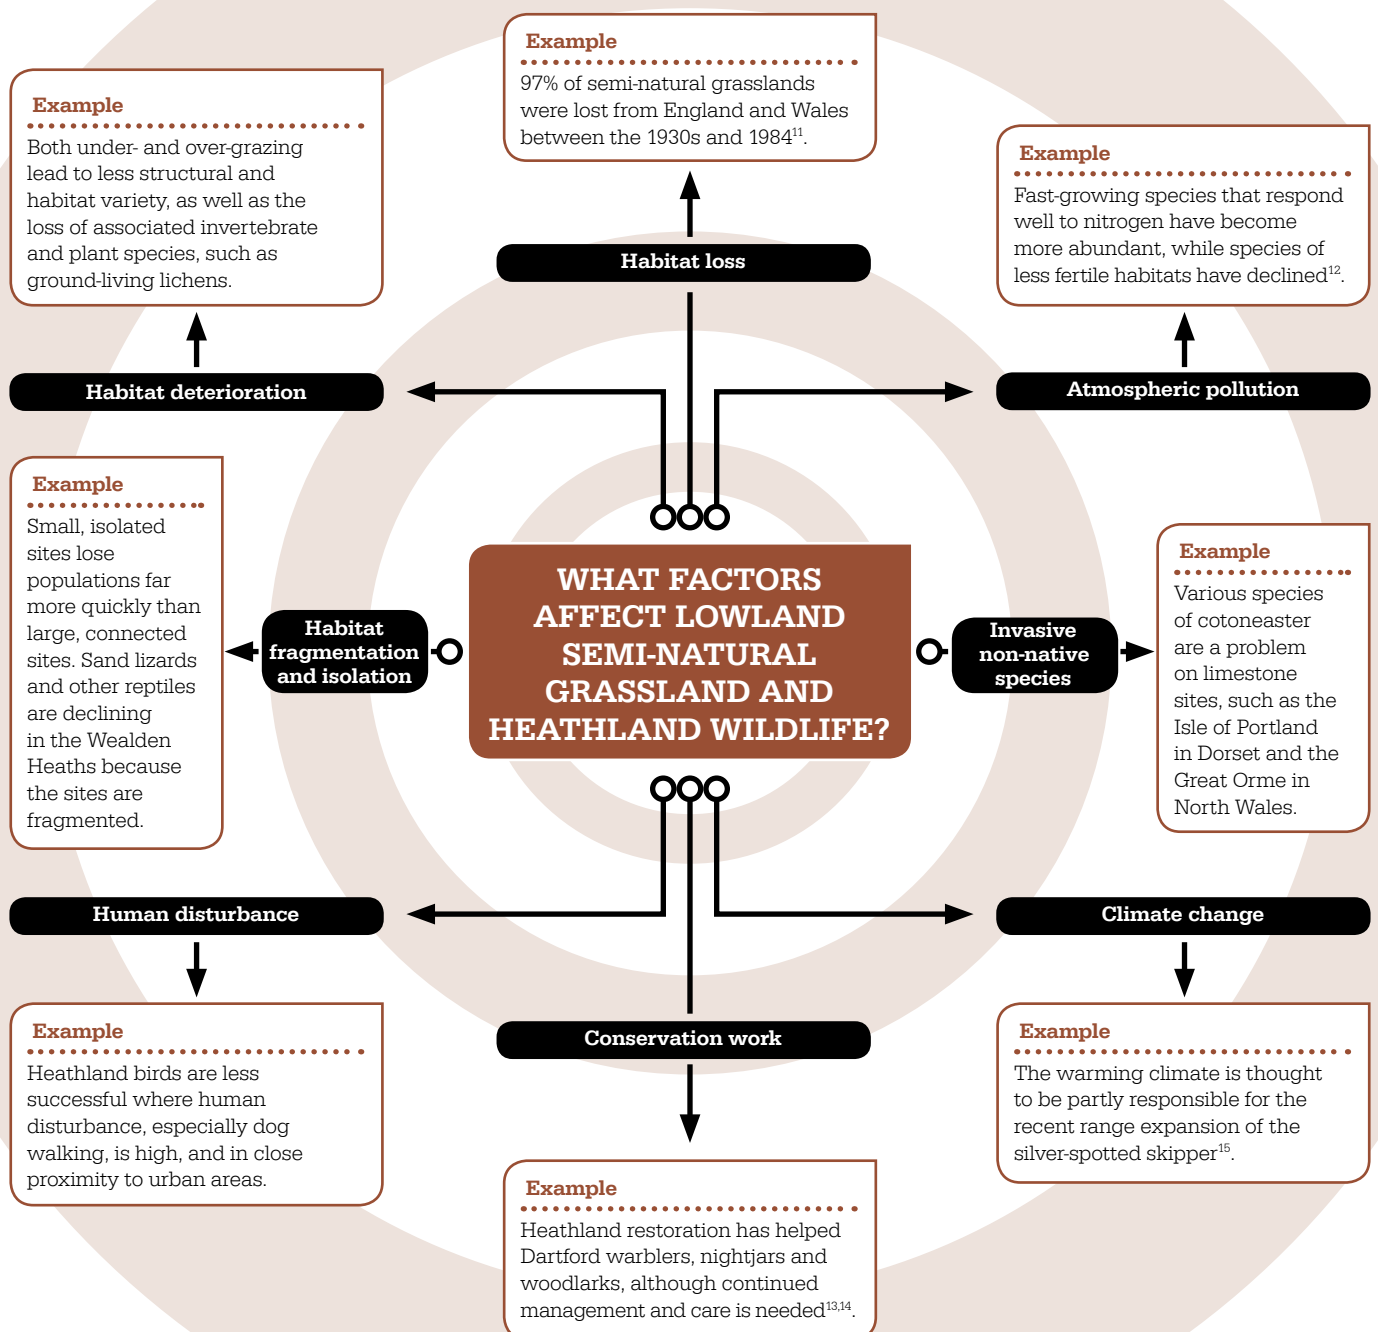 Example
97% of semi-natural grasslands
were lost from England and Wales
between the 1930s and 1984¹¹.
Habitat loss
Example
Both under- and over-grazing
lead to less structural and
habitat variety, as well as the
loss of associated invertebrate
and plant species, such as
ground-living lichens.
Habitat deterioration
Example
Fast-growing species that respond
well to nitrogen have become
more abundant, while species of
less fertile habitats have declined¹².
Atmospheric pollution
Example
Small, isolated
sites lose
populations far
more quickly than
large, connected
sites. Sand lizards
and other reptiles
are declining
in the Wealden
Heaths because
the sites are
fragmented.
Habitat
fragmentation
and isolation
WHAT FACTORS
AFFECT LOWLAND
SEMI-NATURAL
GRASSLAND AND
HEATHLAND WILDLIFE?
Invasive
non-native
species
Example
Various species
of cotoneaster
are a problem
on limestone
sites, such as the
Isle of Portland
in Dorset and the
Great Orme in
North Wales.
Human disturbance
Example
Heathland birds are less
successful where human
disturbance, especially dog
walking, is high, and in close
proximity to urban areas.
Conservation work
Example
Heathland restoration has helped
Dartford warblers, nightjars and
woodlarks, although continued
management and care is needed¹³,¹⁴.
Climate change
Example
The warming climate is thought
to be partly responsible for the
recent range expansion of the
silver-spotted skipper¹⁵.